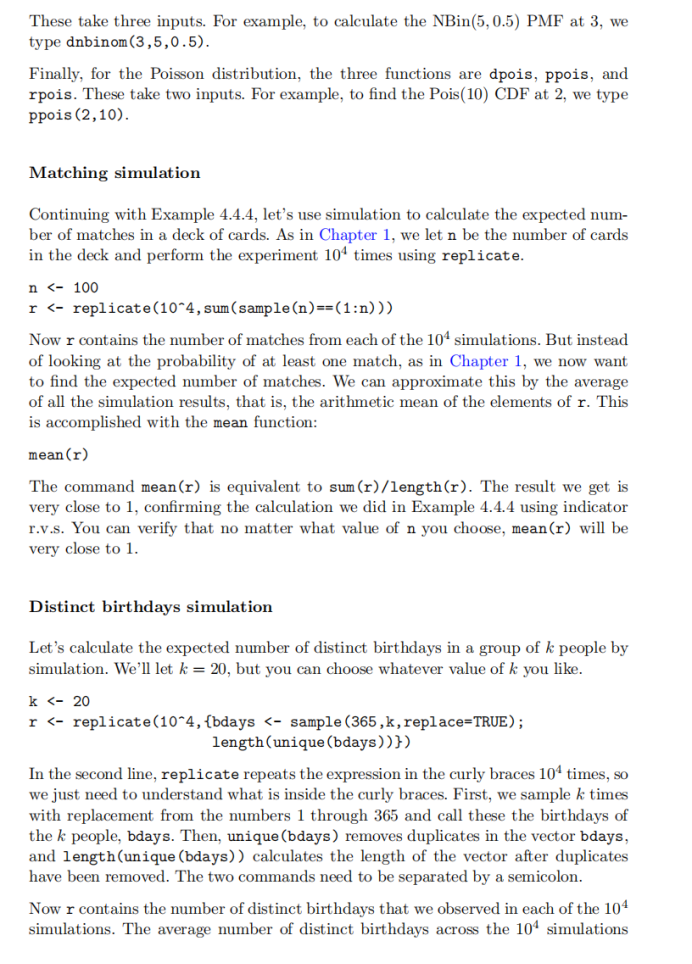 These take three inputs. For example, to calculate the NBin(5, 0.5) PMF at 3, we
type dnbinom(3,5,0.5).
Finally, for the Poisson distribution, the three functions are dpois, ppois, and
rpois. These take two inputs. For example, to find the Pois(10) CDF at 2, we type
ppois(2,10).
Matching simulation
Continuing with Example 4.4.4, let's use simulation to calculate the expected num-
ber of matches in a deck of cards. As in Chapter 1, we let n be the number of cards
in the deck and perform the experiment 10⁴ times using replicate.
n <- 100
r <- replicate(10^4,sum(sample(n)==(1:n)))
Now r contains the number of matches from each of the 10⁴ simulations. But instead
of looking at the probability of at least one match, as in Chapter 1, we now want
to find the expected number of matches. We can approximate this by the average
of all the simulation results, that is, the arithmetic mean of the elements of r. This
is accomplished with the mean function:
mean(r)
The command mean(r) is equivalent to sum(r)/length(r). The result we get is
very close to 1, confirming the calculation we did in Example 4.4.4 using indicator
r.v.s. You can verify that no matter what value of n you choose, mean(r) will be
very close to 1.
Distinct birthdays simulation
Let's calculate the expected number of distinct birthdays in a group of k people by
simulation. We'll let k = 20, but you can choose whatever value of k you like.
k <- 20
r <- replicate(10^4,{bdays <- sample(365,k,replace=TRUE);
length(unique(bdays))})
In the second line, replicate repeats the expression in the curly braces 10⁴ times, so
we just need to understand what is inside the curly braces. First, we sample k times
with replacement from the numbers 1 through 365 and call these the birthdays of
the k people, bdays. Then, unique(bdays) removes duplicates in the vector bdays,
and length(unique(bdays)) calculates the length of the vector after duplicates
have been removed. The two commands need to be separated by a semicolon.
Now r contains the number of distinct birthdays that we observed in each of the 10⁴
simulations. The average number of distinct birthdays across the 10⁴ simulations